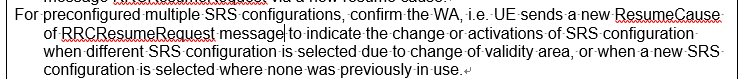 For preconfigured multiple SRS configurations, confirm the WA, i.e. UE sends a new ResumeCause
of RRCResumeRequest message to indicate the change or activations of SRS configuration
when different SRS configuration is selected due to change of validity area, or when a new SRS
configuration is selected where none was previously in use.